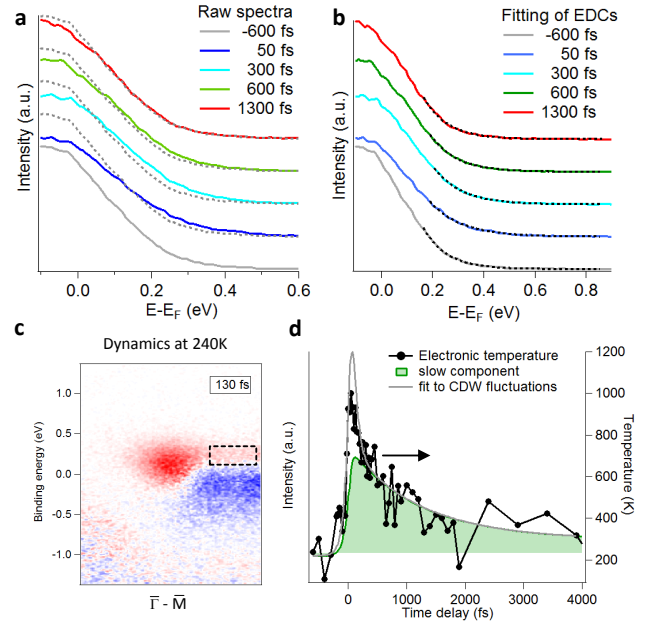 a
Raw spectra
-600 fs
50 fs
300 fs
600 fs
1300 fs
Intensity (a.u.)
0.0 0.2 0.4 0.6
E-EF (eV)
b
Fitting of EDCs
-600 fs
50 fs
300 fs
600 fs
1300 fs
Intensity (a.u.)
0.0 0.2 0.4 0.6 0.8
E-EF (eV)
c
Dynamics at 240K
130 fs
Binding energy (eV)
1.0
0.5
0.0
-0.5
-1.0
Γ̅ - M̅
d
Electronic temperature
slow component
fit to CDW fluctuations
Intensity (a.u.)
1200
1000
800
600
400
200
Temperature (K)
0 1000 2000 3000 4000
Time delay (fs)